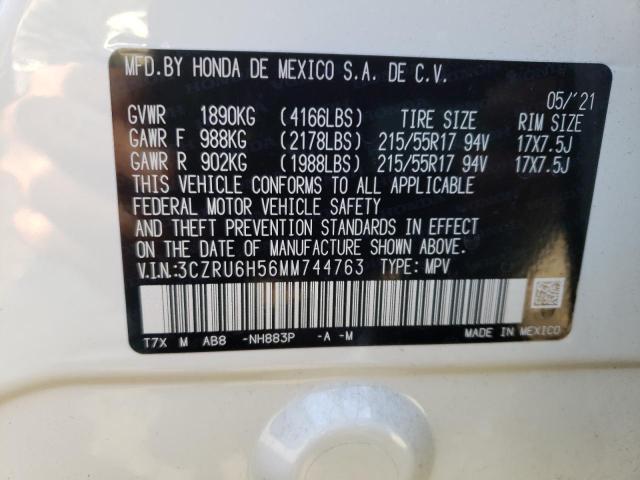 MFD.BY HONDA DE MEXICO S.A. DE C.V.
05/'21
GVWR 1890KG (4166LBS) TIRE SIZE RIM SIZE
GAWR F 988KG (2178LBS) 215/55R17 94V 17X7.5J
GAWR R 902KG (1988LBS) 215/55R17 94V 17X7.5J
THIS VEHICLE CONFORMS TO ALL APPLICABLE
FEDERAL MOTOR VEHICLE SAFETY
AND THEFT PREVENTION STANDARDS IN EFFECT
ON THE DATE OF MANUFACTURE SHOWN ABOVE.
V.I.N:3CZRU6H56MM744763 TYPE: MPV
T7X M AB8 -NH883P -A -M MADE IN MEXICO